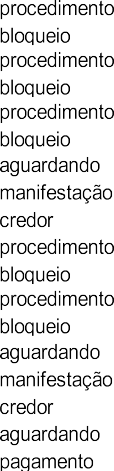 procedimento
bloqueio
procedimento
bloqueio
procedimento
bloqueio
aguardando
manifestação
credor
procedimento
bloqueio
procedimento
bloqueio
aguardando
manifestação
credor
aguardando
pagamento